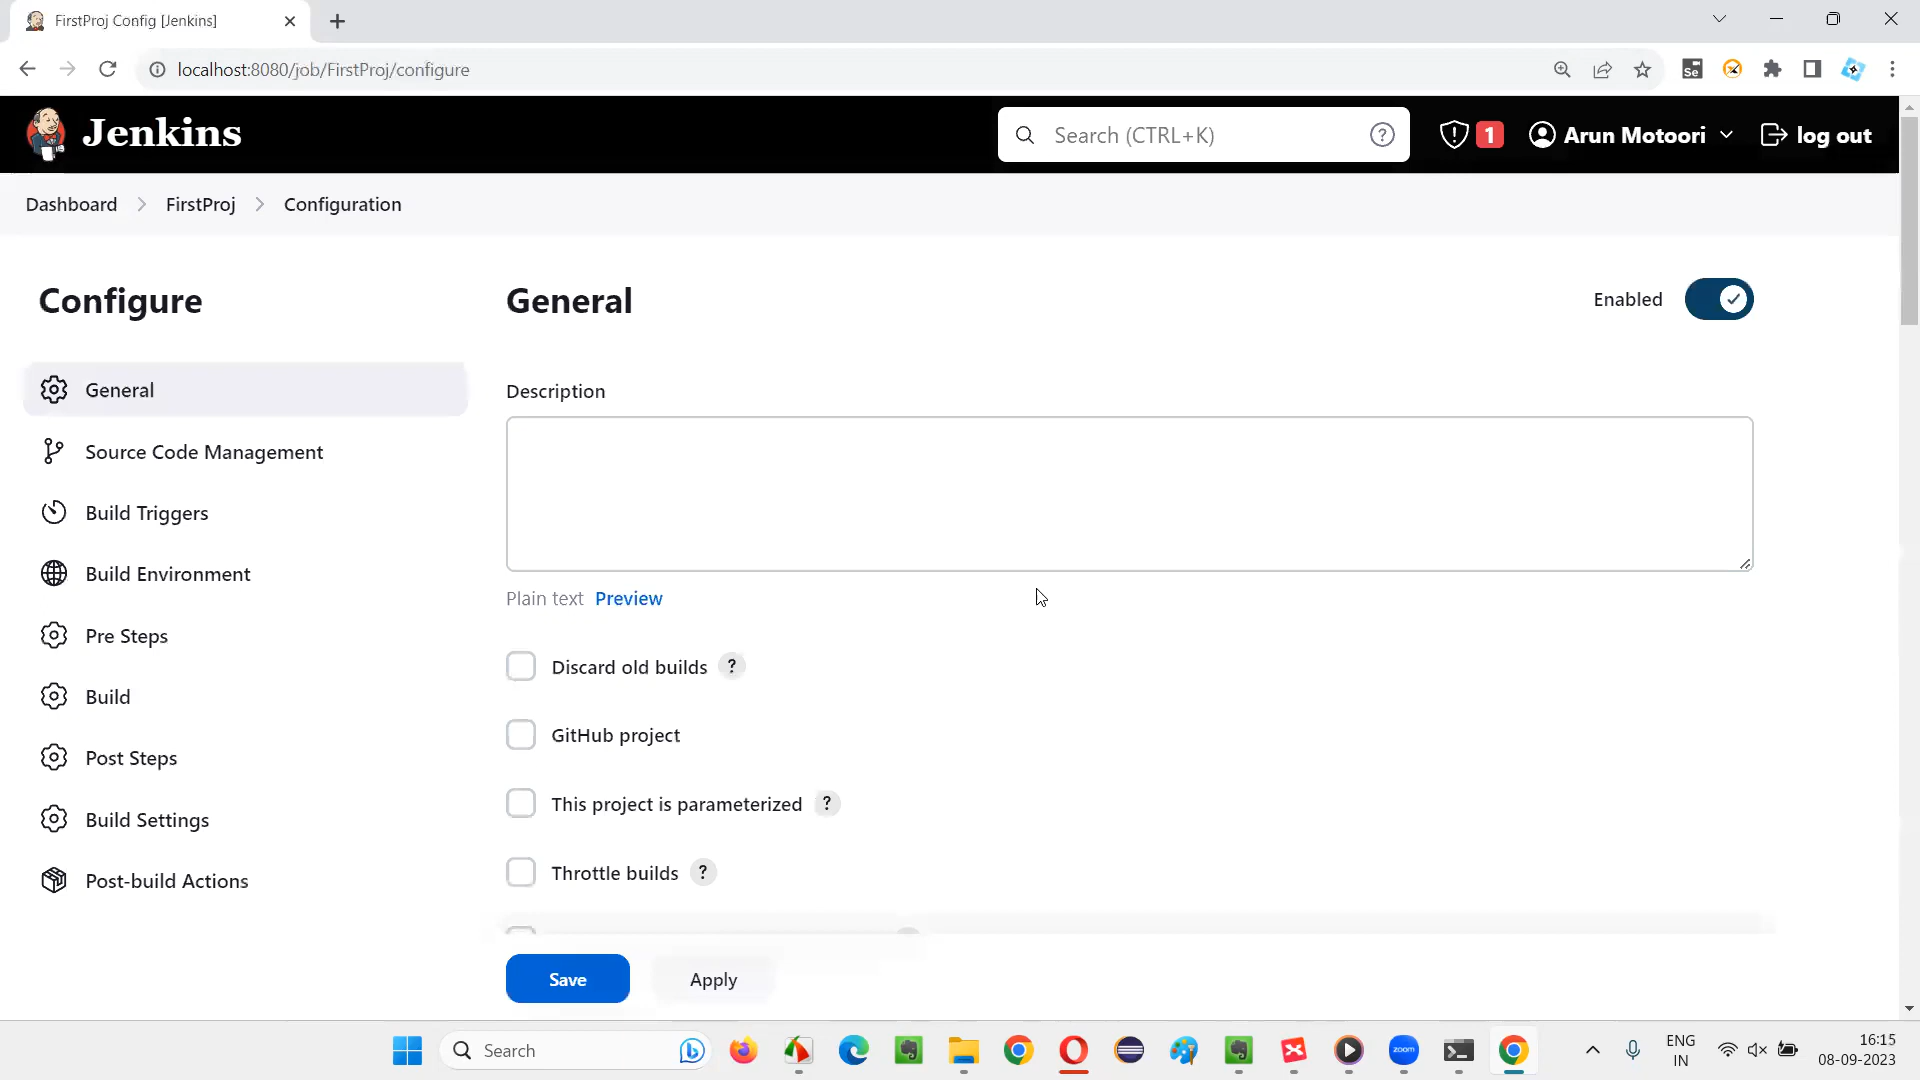 FirstProj Config [Jenkins]
localhost:8080/job/FirstProj/configure
Jenkins
Search (CTRL+K)
?
1
Arun Motoori
log out
Dashboard
FirstProj
Configuration
Configure
General
Enabled
General
Source Code Management
Build Triggers
Build Environment
Pre Steps
Build
Post Steps
Build Settings
Post-build Actions
Description
Plain text Preview
Discard old builds ?
GitHub project
This project is parameterized ?
Throttle builds ?
Save
Apply
Search
zoom
ENG
IN
16:15
08-09-2023